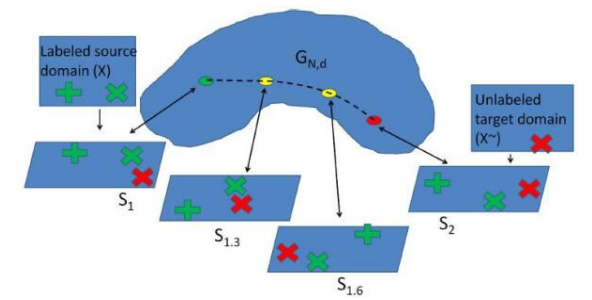 Labeled source
domain (X)
G_N,d
Unlabeled
target domain
(X~)
S_1
S_1.3
S_1.6
S_2